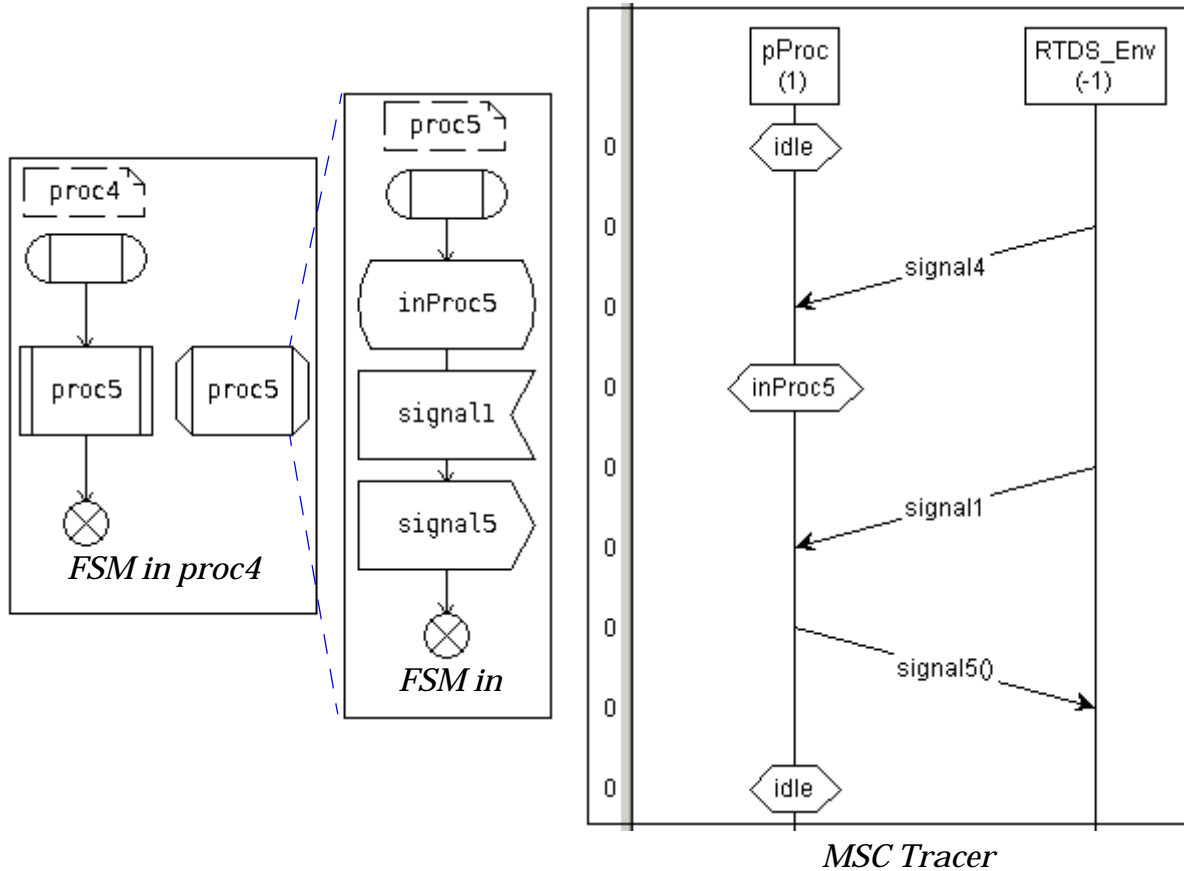 proc4
proc5
proc5
FSM in proc4
proc5
inProc5
signal1
signal5
FSM in
pProc
(1)
RTDS_Env
(-1)
0
idle
0
signal4
0
0
inProc5
0
signal1
0
0
signal5()
0
0
idle
MSC Tracer